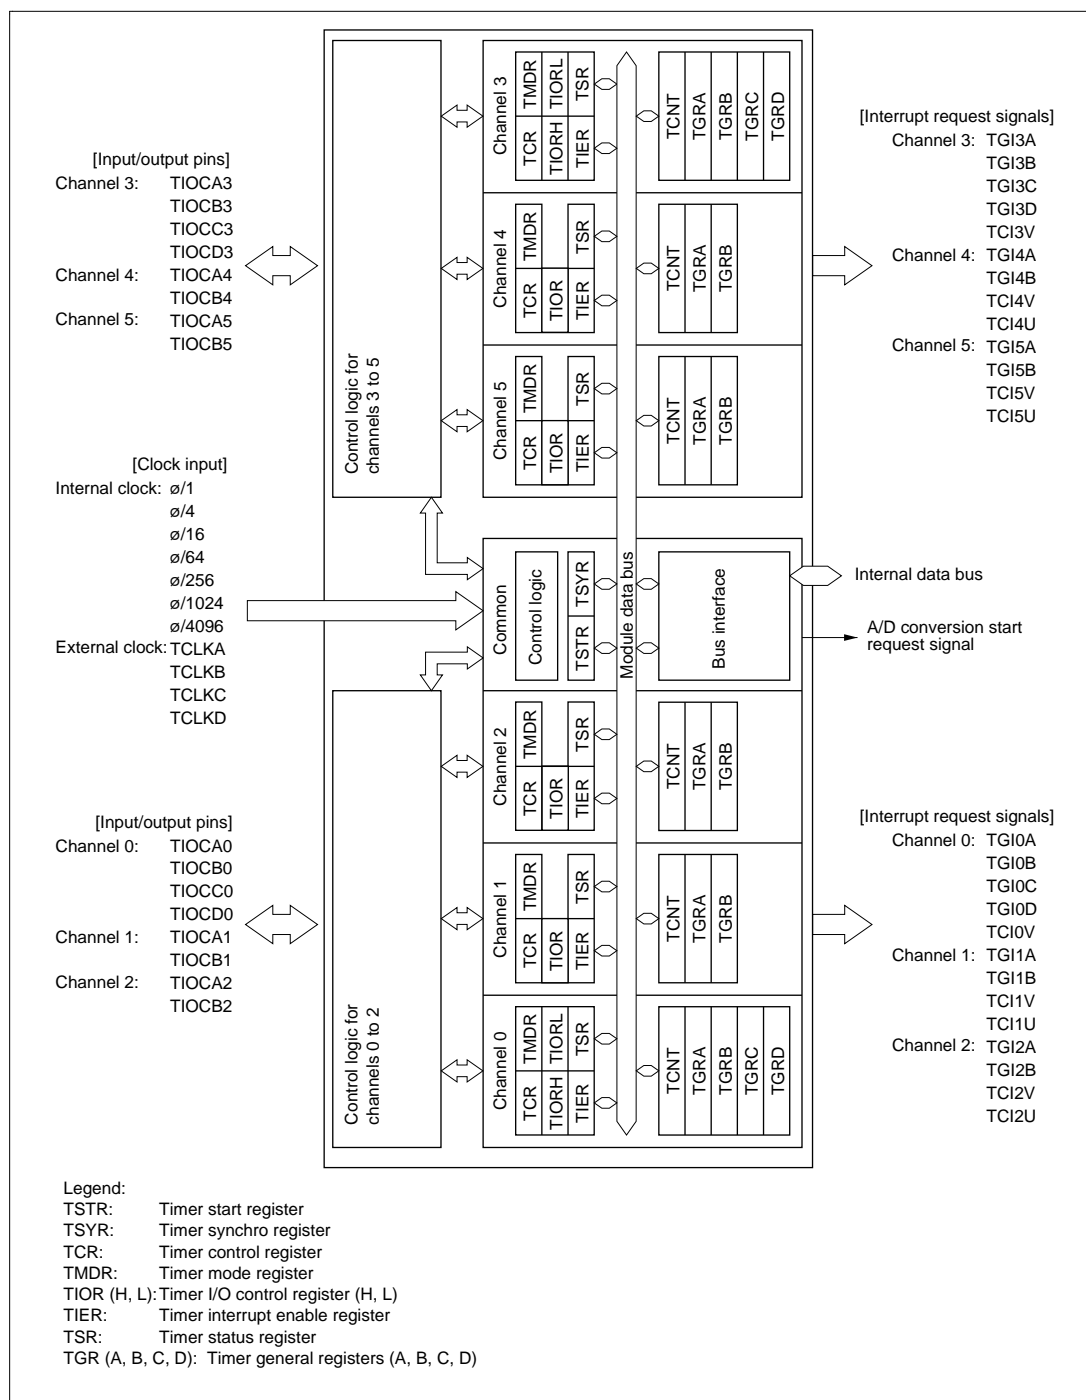 [Input/output pins]
Channel 3: TIOCA3
TIOCB3
TIOCC3
TIOCD3
Channel 4: TIOCA4
TIOCB4
Channel 5: TIOCA5
TIOCB5
[Clock input]
Internal clock: ø/1
ø/4
ø/16
ø/64
ø/256
ø/1024
ø/4096
External clock: TCLKA
TCLKB
TCLKC
TCLKD
[Input/output pins]
Channel 0: TIOCA0
TIOCB0
TIOCC0
TIOCD0
Channel 1: TIOCA1
TIOCB1
Channel 2: TIOCA2
TIOCB2
Control logic for
channels 3 to 5
Control logic for
channels 0 to 2
Channel 3
TMDR TIORL TSR
TCR TIORH TIER
TCNT
TGRA
TGRB
TGRC
TGRD
Channel 4
TMDR TSR
TCR TIOR TIER
TCNT
TGRA
TGRB
Channel 5
TMDR TSR
TCR TIOR TIER
TCNT
TGRA
TGRB
Common
Control logic
TSTR TSYR
Module data bus
Bus interface
Channel 2
TMDR TSR
TCR TIOR TIER
TCNT
TGRA
TGRB
Channel 1
TMDR TSR
TCR TIOR TIER
TCNT
TGRA
TGRB
Channel 0
TMDR TIORL TSR
TCR TIORH TIER
TCNT
TGRA
TGRB
TGRC
TGRD
[Interrupt request signals]
Channel 3: TGI3A
TGI3B
TGI3C
TGI3D
TCI3V
Channel 4: TGI4A
TGI4B
TCI4V
TCI4U
Channel 5: TGI5A
TGI5B
TCI5V
TCI5U
Internal data bus
A/D conversion start
request signal
[Interrupt request signals]
Channel 0: TGI0A
TGI0B
TGI0C
TGI0D
TCI0V
Channel 1: TGI1A
TGI1B
TCI1V
TCI1U
Channel 2: TGI2A
TGI2B
TCI2V
TCI2U
Legend:
TSTR: Timer start register
TSYR: Timer synchro register
TCR: Timer control register
TMDR: Timer mode register
TIOR (H, L): Timer I/O control register (H, L)
TIER: Timer interrupt enable register
TSR: Timer status register
TGR (A, B, C, D): Timer general registers (A, B, C, D)